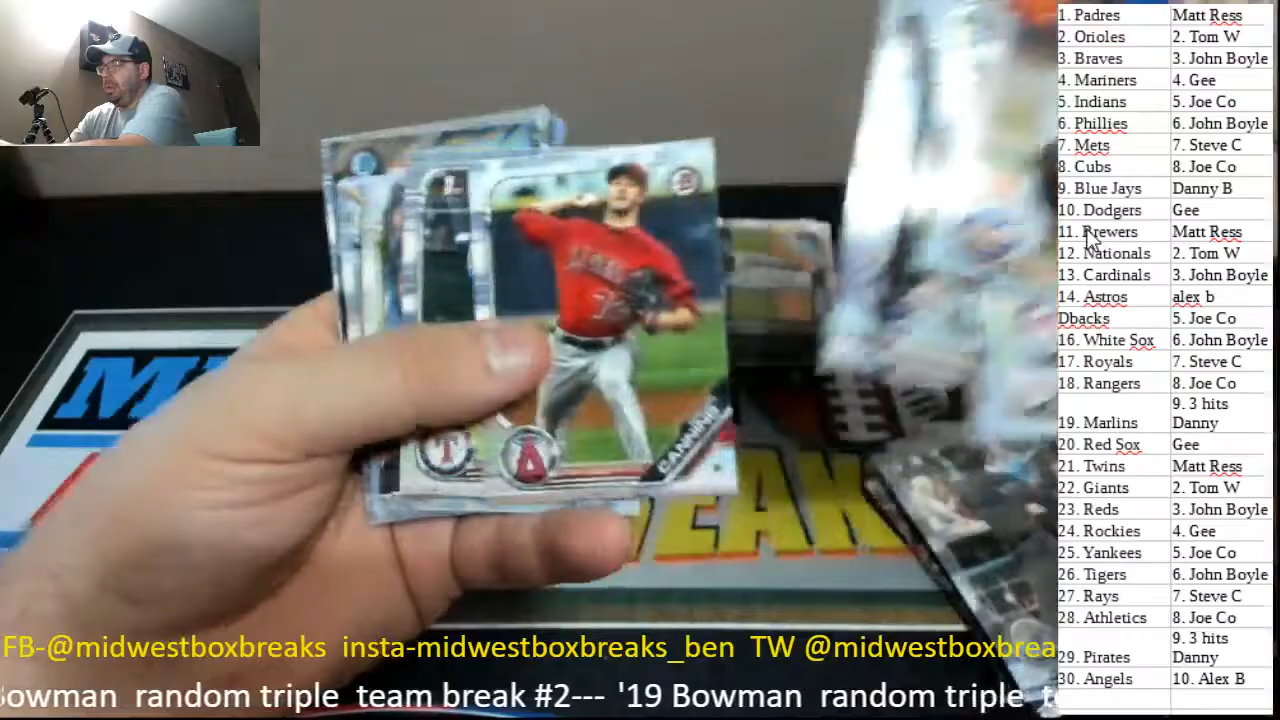 1. Padres Matt Ress
2. Orioles 2. Tom W
3. Braves 3. John Boyle
4. Mariners 4. Gee
5. Indians 5. Joe Co
6. Phillies 6. John Boyle
7. Mets 7. Steve C
8. Cubs 8. Joe Co
9. Blue Jays Danny B
10. Dodgers Gee
11. Brewers Matt Ress
12. Nationals 2. Tom W
13. Cardinals 3. John Boyle
14. Astros alex b
Dbacks 5. Joe Co
16. White Sox 6. John Boyle
17. Royals 7. Steve C
18. Rangers 8. Joe Co
9. 3 hits
19. Marlins Danny
20. Red Sox Gee
21. Twins Matt Ress
22. Giants 2. Tom W
23. Reds 3. John Boyle
24. Rockies 4. Gee
25. Yankees 5. Joe Co
26. Tigers 6. John Boyle
27. Rays 7. Steve C
28. Athletics 8. Joe Co
9. 3 hits
29. Pirates Danny
30. Angels 10. Alex B
CANNING
T
A
FB-@midwestboxbreaks insta-midwestboxbreaks_ben TW @midwestboxbrea
Bowman random triple team break #2--- '19 Bowman random triple t